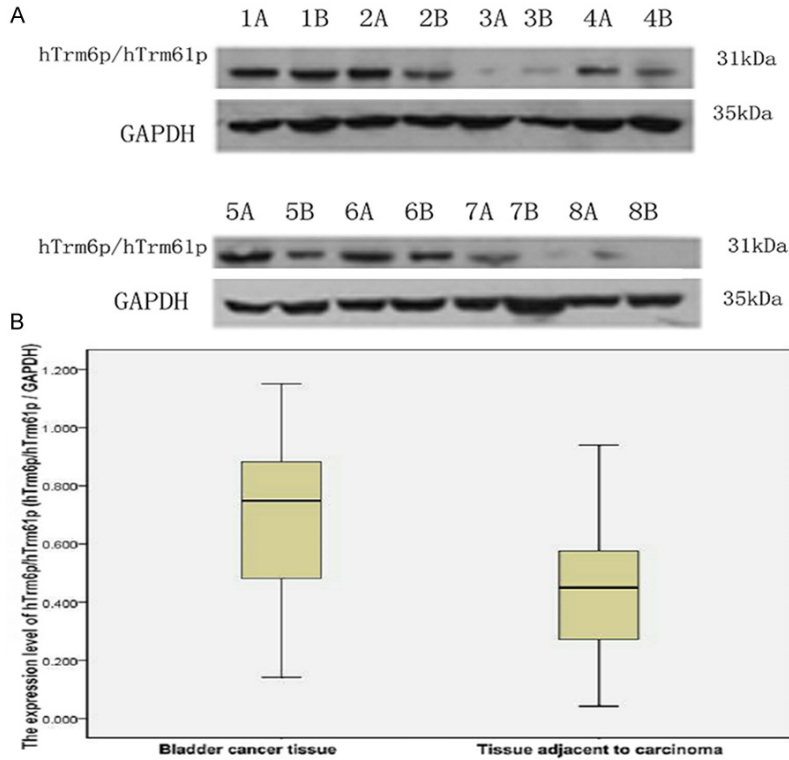 A
1A 1B 2A 2B 3A 3B 4A 4B
hTrm6p/hTrm61p 31kDa
GAPDH 35kDa
5A 5B 6A 6B 7A 7B 8A 8B
hTrm6p/hTrm61p 31kDa
GAPDH 35kDa
B
The expression level of hTrm6p/hTrm61p (hTrm6p/hTrm61p / GAPDH)
1.200
1.000
0.800
0.600
0.400
0.200
0.000
Bladder cancer tissue Tissue adjacent to carcinoma